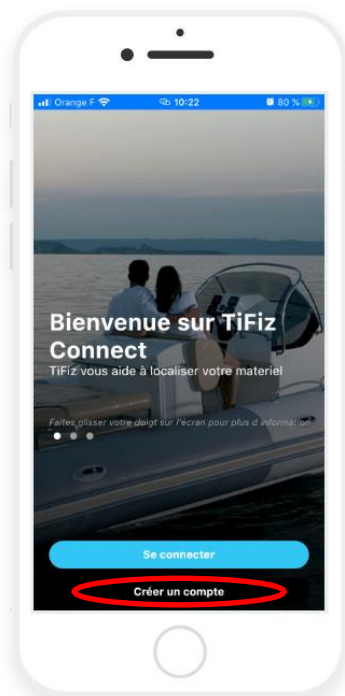 Orange F 10:22 80 %
Bienvenue sur TiFiz
Connect
TiFiz vous aide à localiser votre materiel
Faites glisser votre doigt sur l'écran pour plus d information
Se connecter
Créer un compte